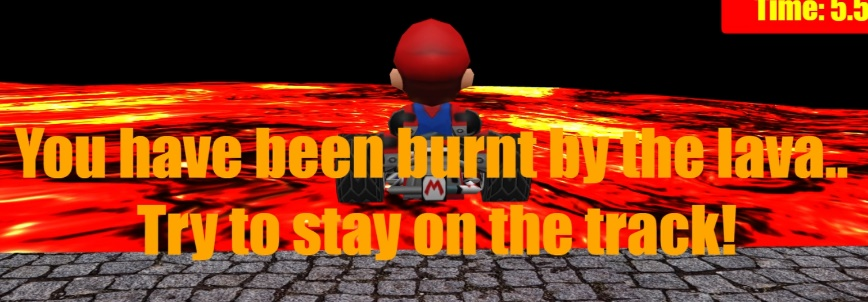 Time: 5.5
You have been burnt by the lava..
Try to stay on the track!
M